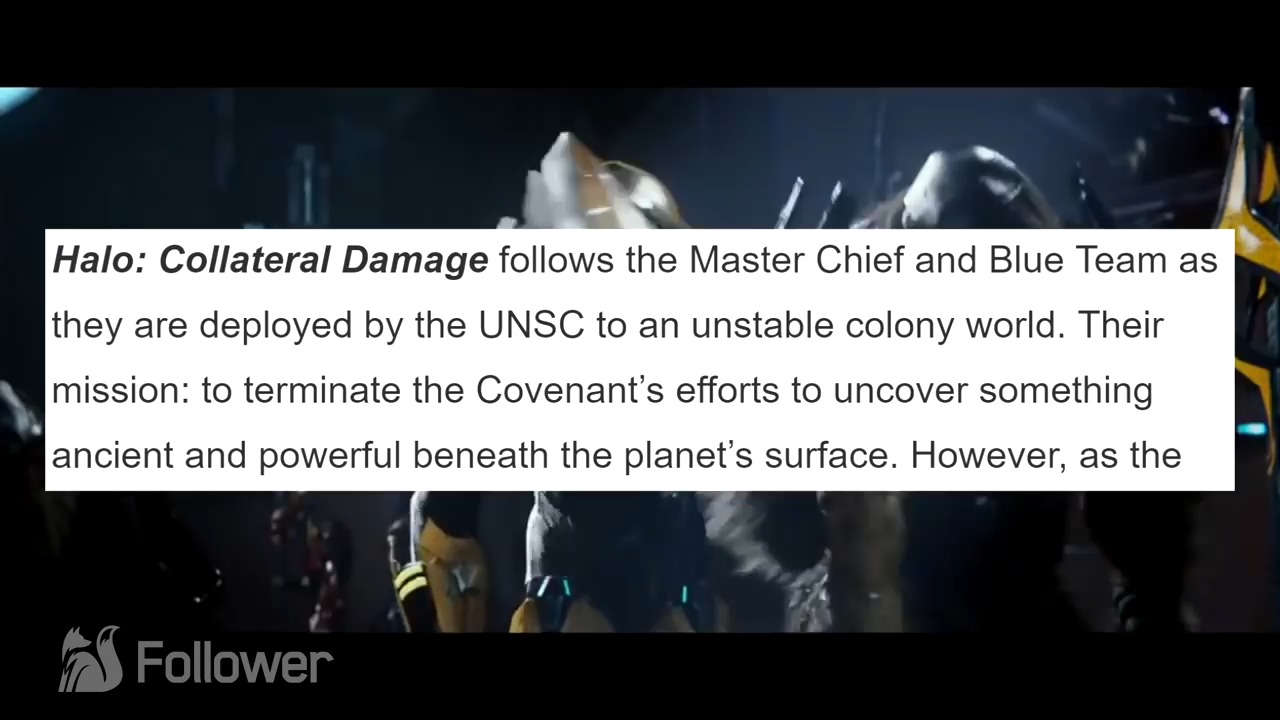 Halo: Collateral Damage follows the Master Chief and Blue Team as
they are deployed by the UNSC to an unstable colony world. Their
mission: to terminate the Covenant’s efforts to uncover something
ancient and powerful beneath the planet’s surface. However, as the
Follower